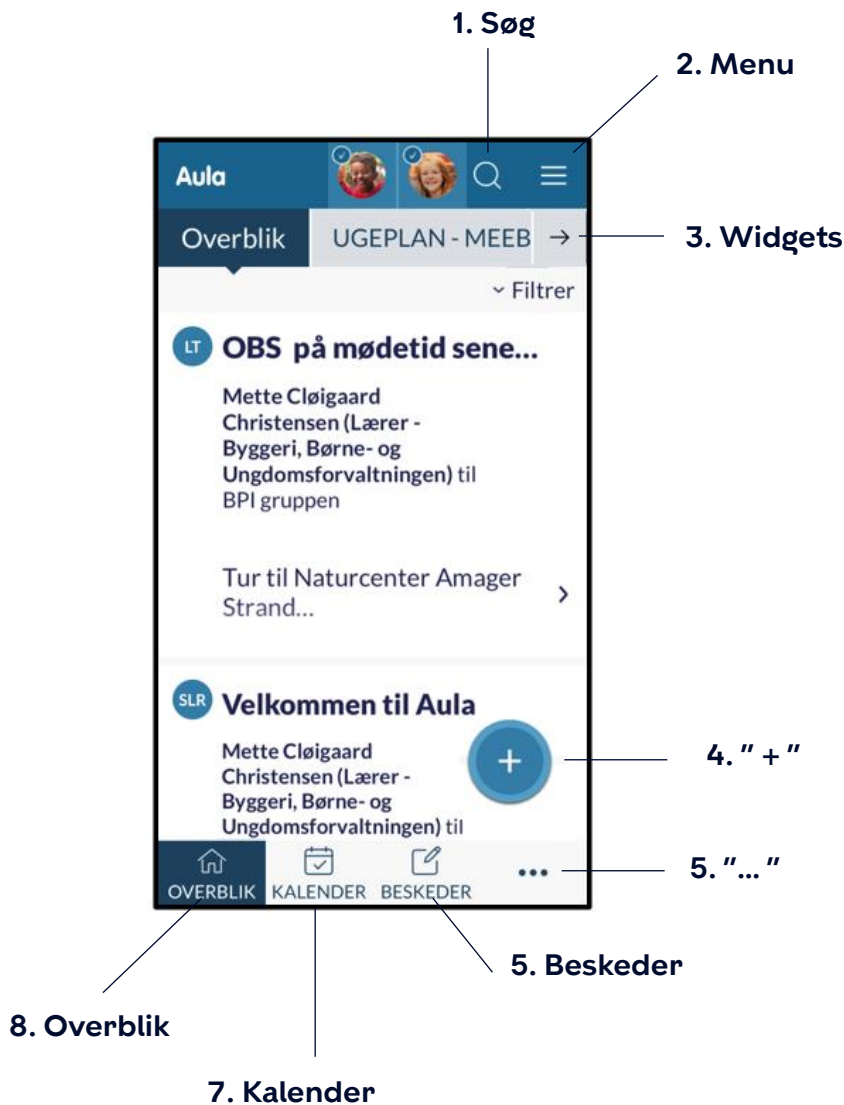 1. Søg
2. Menu
Aula
Overblik
UGEPLAN - MEEB
3. Widgets
Filtrer
LT
OBS på mødetid sene...
Mette Cløigaard
Christensen (Lærer -
Byggeri, Børne- og
Ungdomsforvaltningen) til
BPI gruppen
Tur til Naturcenter Amager
Strand...
SLR
Velkommen til Aula
Mette Cløigaard
Christensen (Lærer -
Byggeri, Børne- og
Ungdomsforvaltningen) til
+
4. ” + ”
OVERBLIK
KALENDER
BESKEDER
...
5. ”... ”
5. Beskeder
8. Overblik
7. Kalender